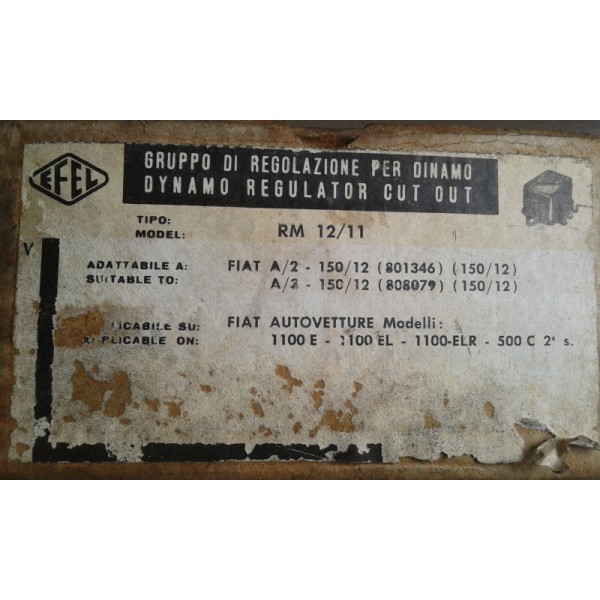 EFEL
GRUPPO DI REGOLAZIONE PER DINAMO
DYNAMO REGULATOR CUT OUT
TIPO:
MODEL: RM 12/11
V
ADATTABILE A: FIAT A/2 - 150/12 (801346) (150/12)
SUITABLE TO: A/3 - 150/12 (808079) (150/12)
FIAT AUTOVETTURE Modelli:
ON: 1100 E - 1100 EL - 1100-ELR - 500 C 2ª s.